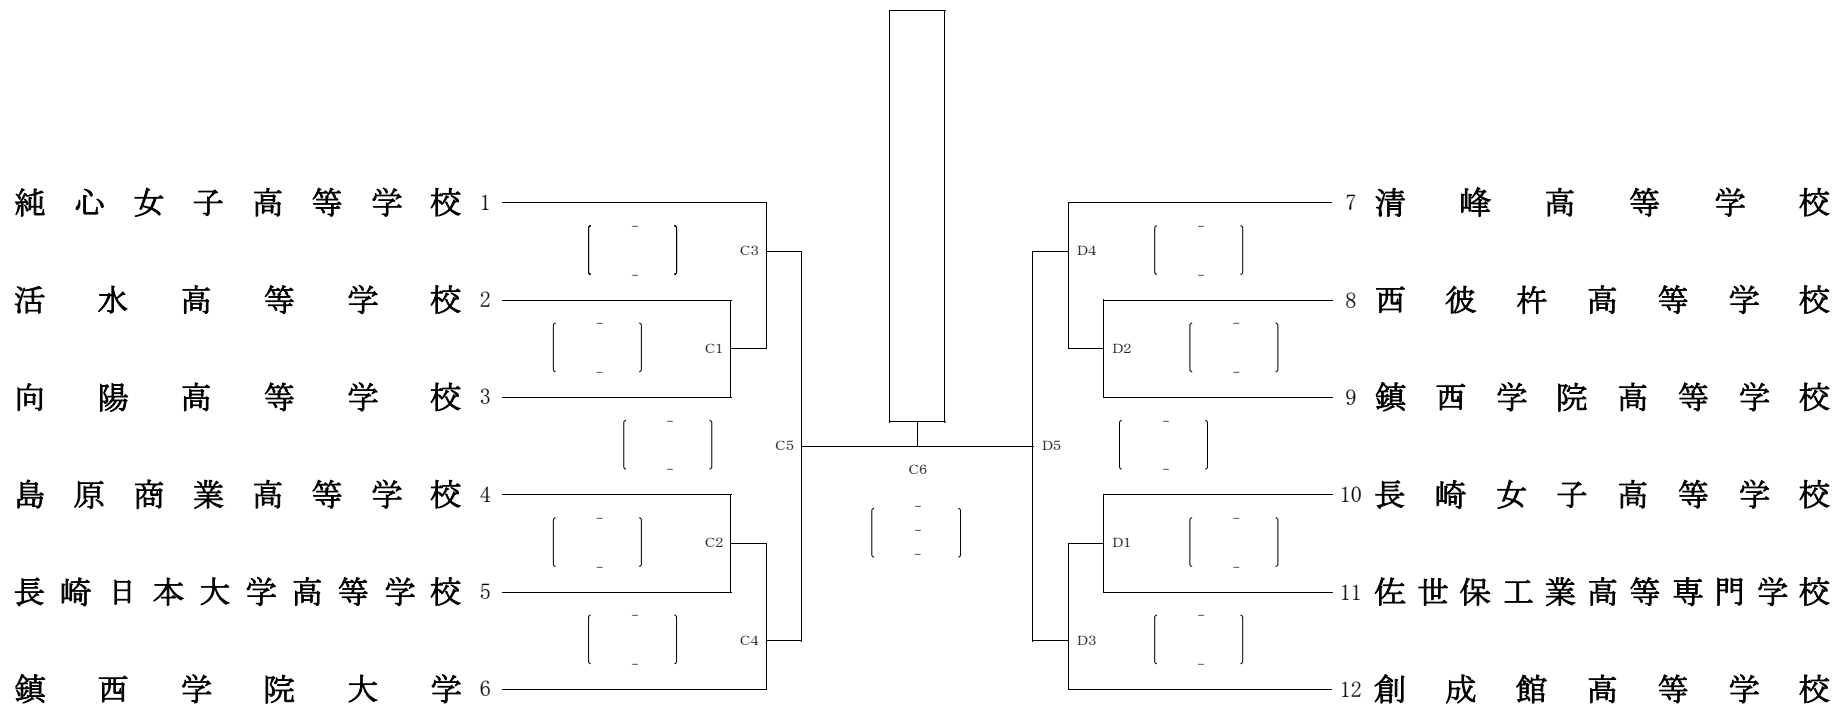 純心女子高等学校 1
7 清峰高等学校
C3
D4
活水高等学校 2
8 西彼杵高等学校
C1
D2
向陽高等学校 3
9 鎮西学院高等学校
C5
D5
C6
島原商業高等学校 4
10 長崎女子高等学校
C2
D1
長崎日本大学高等学校 5
11 佐世保工業高等専門学校
C4
D3
鎮西学院大学 6
12 創成館高等学校